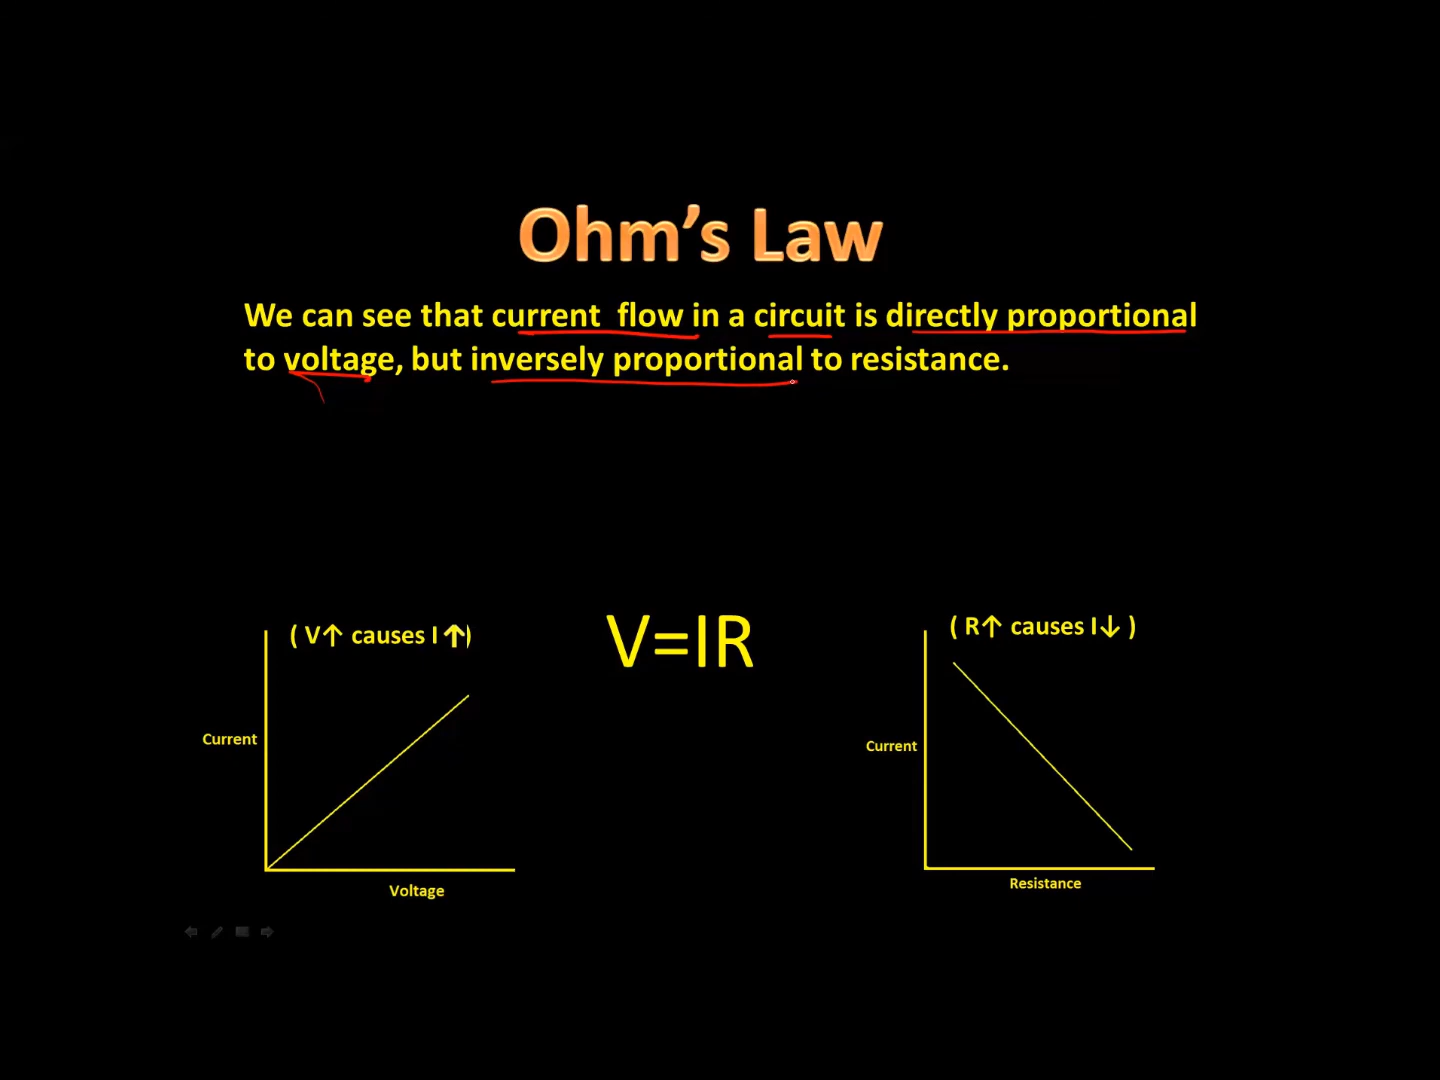 Ohm’s Law
We can see that current flow in a circuit is directly proportional
to voltage, but inversely proportional to resistance.
( V↑ causes I ↑)
V=IR
( R↑ causes I↓ )
Current
Current
Voltage
Resistance